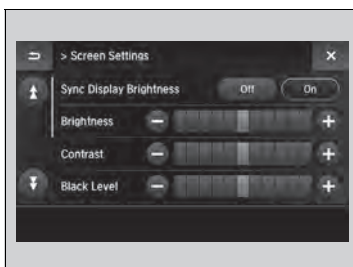 > Screen Settings
Sync Display Brightness Off On
Brightness
Contrast
Black Level